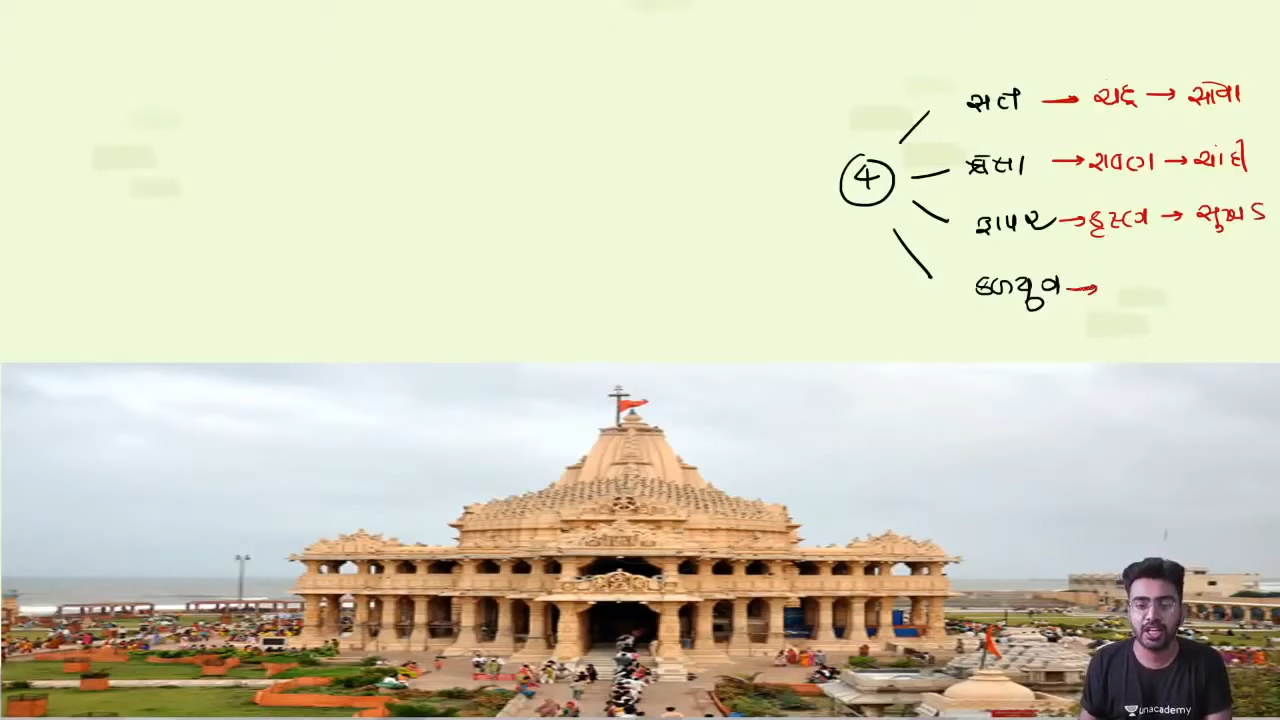 4
સત → ચંદ્ર → સોના
ત્રેતા → રાવણ → ચાંદી
દ્વાપર → કૃષ્ણ → સુખડ
કળયુગ →
unacademy